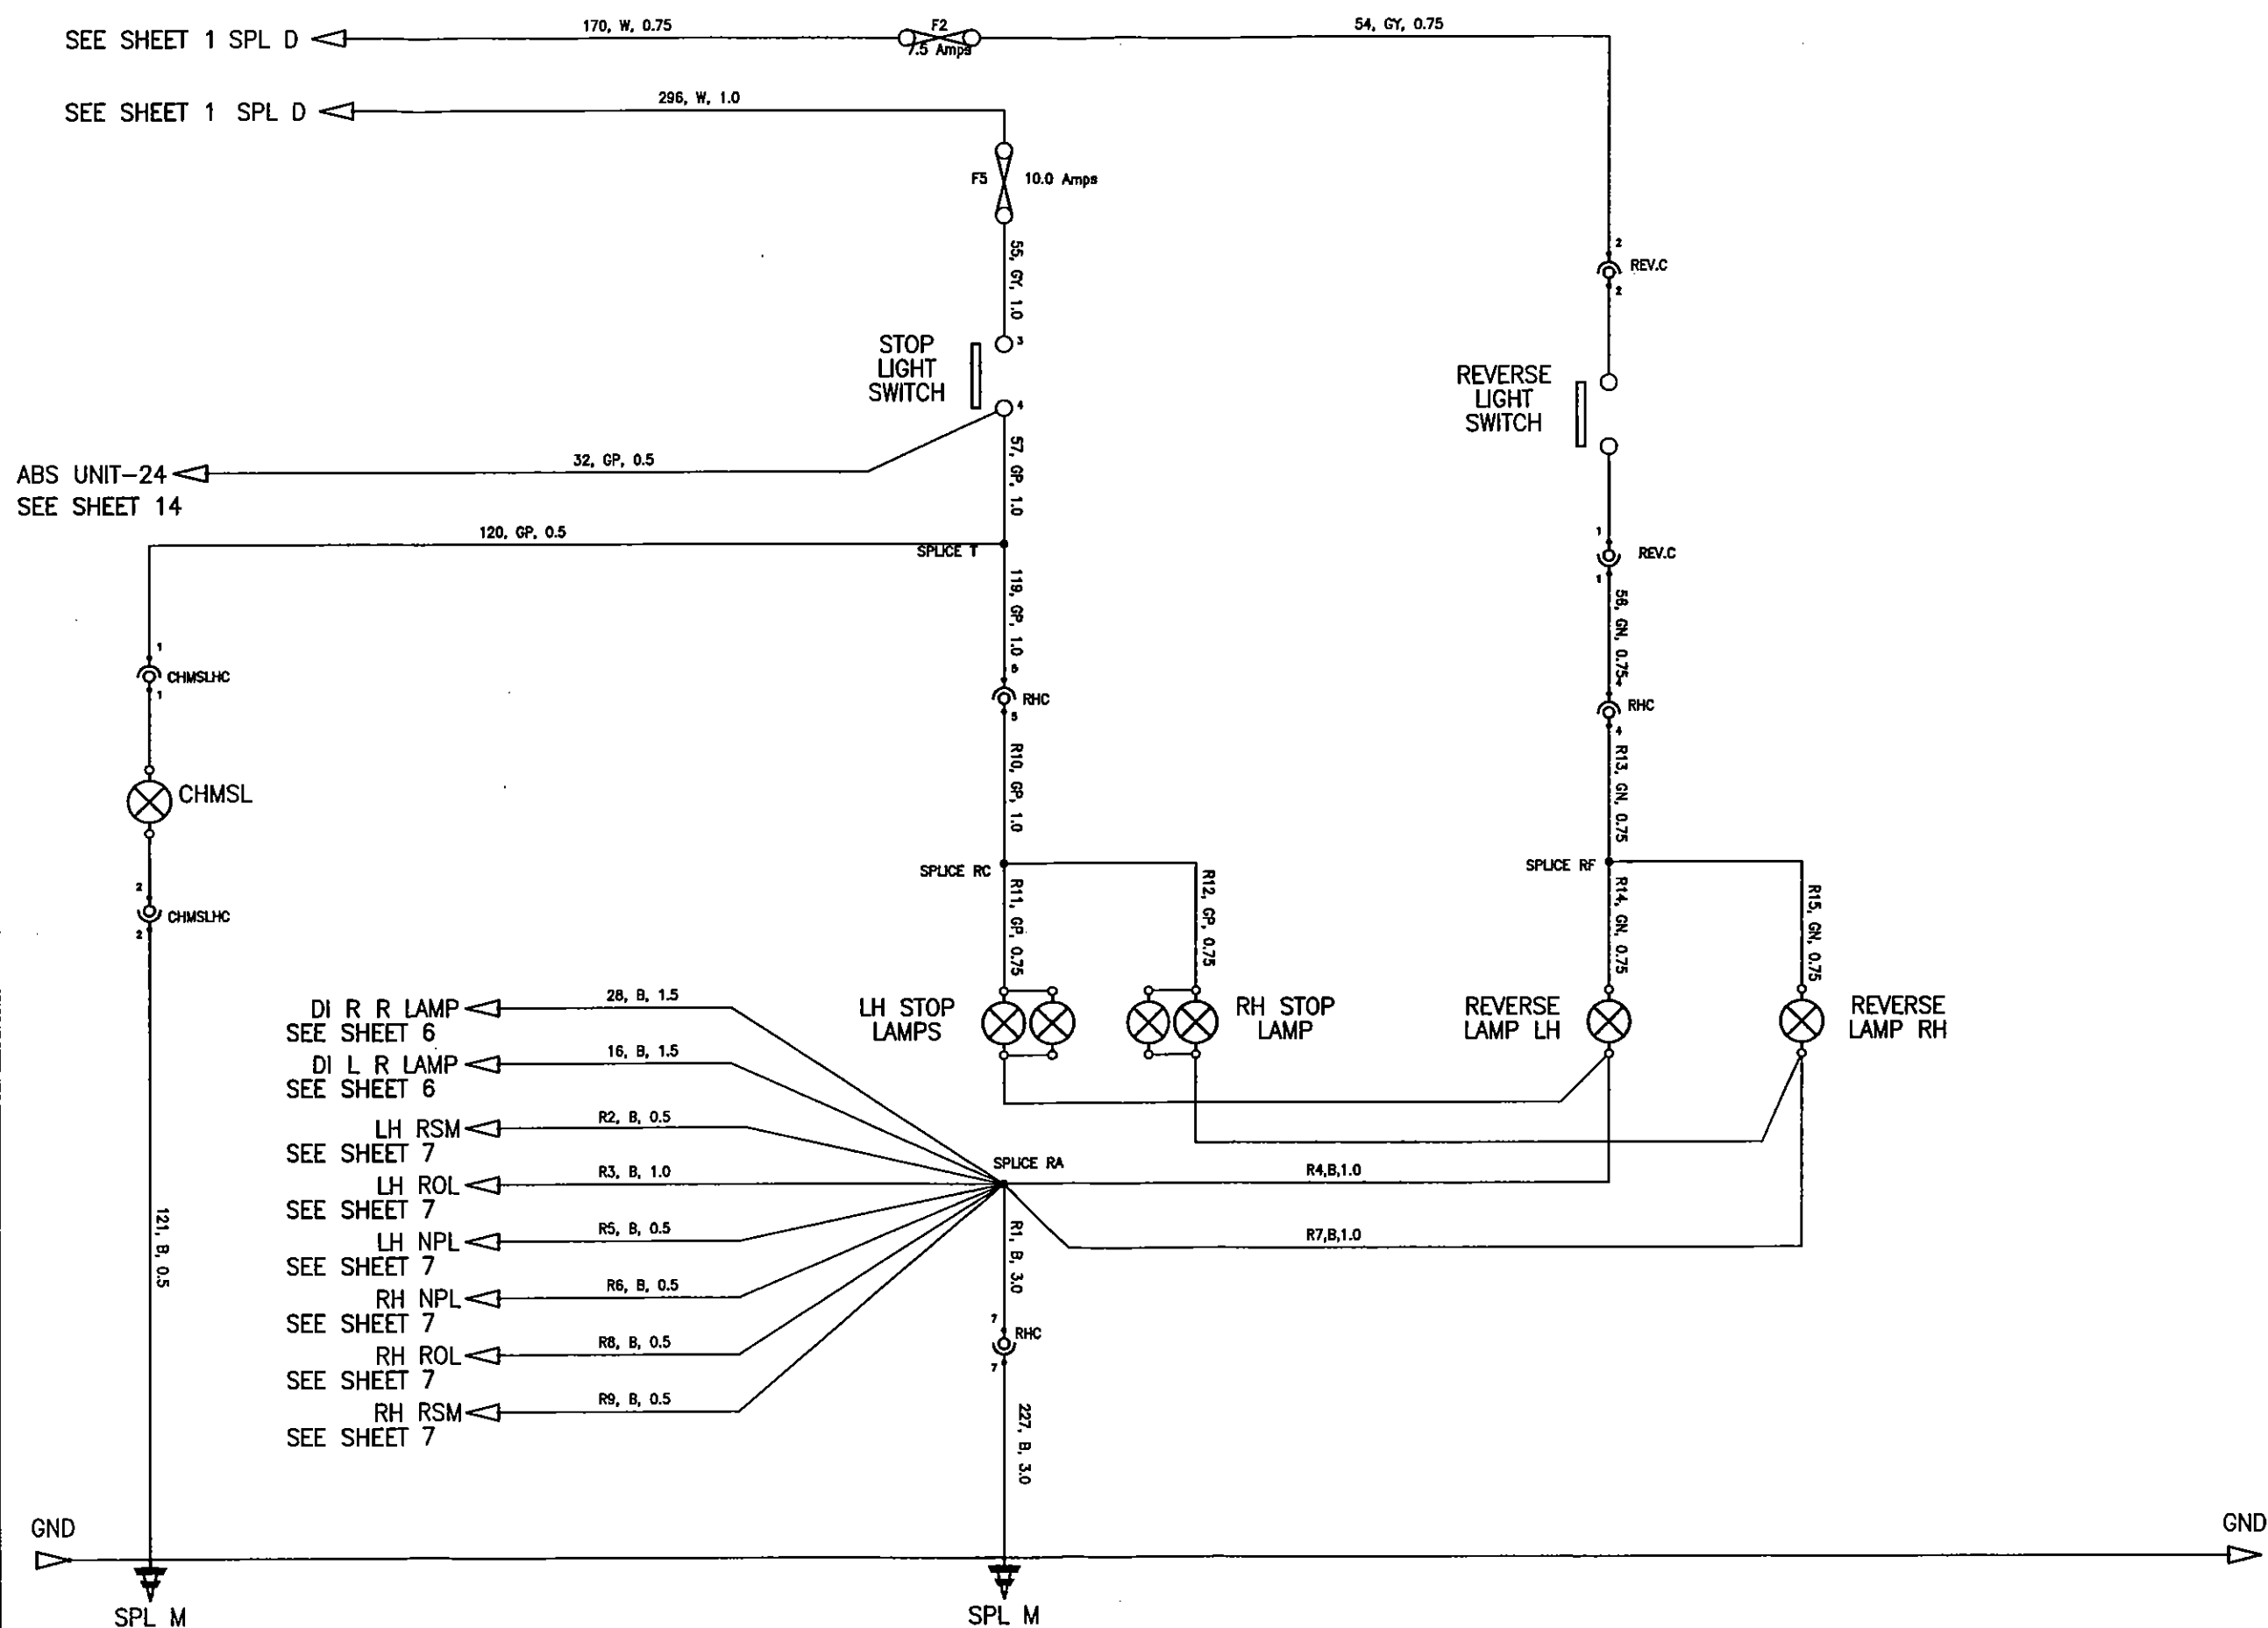 170, W, 0.75
F2
7.5 Amps
54, GY, 0.75
SEE SHEET 1 SPL D
296, W, 1.0
SEE SHEET 1 SPL D
F5
10.0 Amps
55, GY, 1.0
2
REV.C
2
STOP
LIGHT
SWITCH
3
4
REVERSE
LIGHT
SWITCH
32, GP, 0.5
ABS UNIT-24
SEE SHEET 14
57, GP, 1.0
120, GP, 0.5
SPLICE T
1
REV.C
1
119, GP, 1.0
56, GN, 0.75
1
CHMSLHC
1
RHC
5
4
RHC
4
CHMSL
R10, GP, 1.0
R13, GN, 0.75
SPLICE RC
SPLICE RF
2
CHMSLHC
2
R11, GP, 0.75
R12, GP, 0.75
R14, GN, 0.75
R15, GN, 0.75
LH STOP
LAMPS
RH STOP
LAMP
REVERSE
LAMP LH
REVERSE
LAMP RH
DI R R LAMP
28, B, 1.5
SEE SHEET 6
DI L R LAMP
16, B, 1.5
SEE SHEET 6
LH RSM
R2, B, 0.5
SEE SHEET 7
LH ROL
R3, B, 1.0
SEE SHEET 7
LH NPL
R5, B, 0.5
SEE SHEET 7
RH NPL
R6, B, 0.5
SEE SHEET 7
RH ROL
R8, B, 0.5
SEE SHEET 7
RH RSM
R9, B, 0.5
SEE SHEET 7
SPLICE RA
R4,B,1.0
R7,B,1.0
121, B, 0.5
R1, B, 3.0
7
RHC
7
227, B, 3.0
GND
GND
SPL M
SPL M